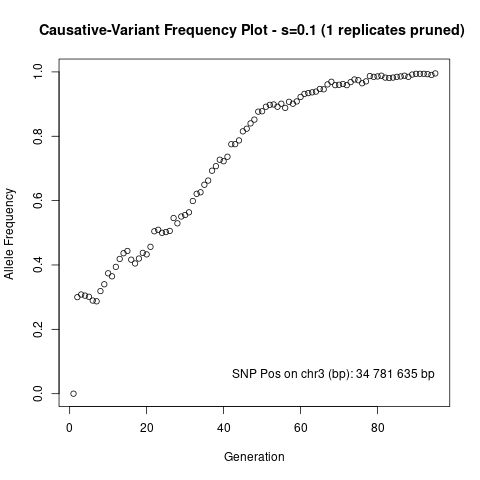 Causative-Variant Frequency Plot - s=0.1 (1 replicates pruned)
Allele Frequency
1.0
0.8
0.6
0.4
0.2
0.0
SNP Pos on chr3 (bp): 34 781 635 bp
0 20 40 60 80
Generation